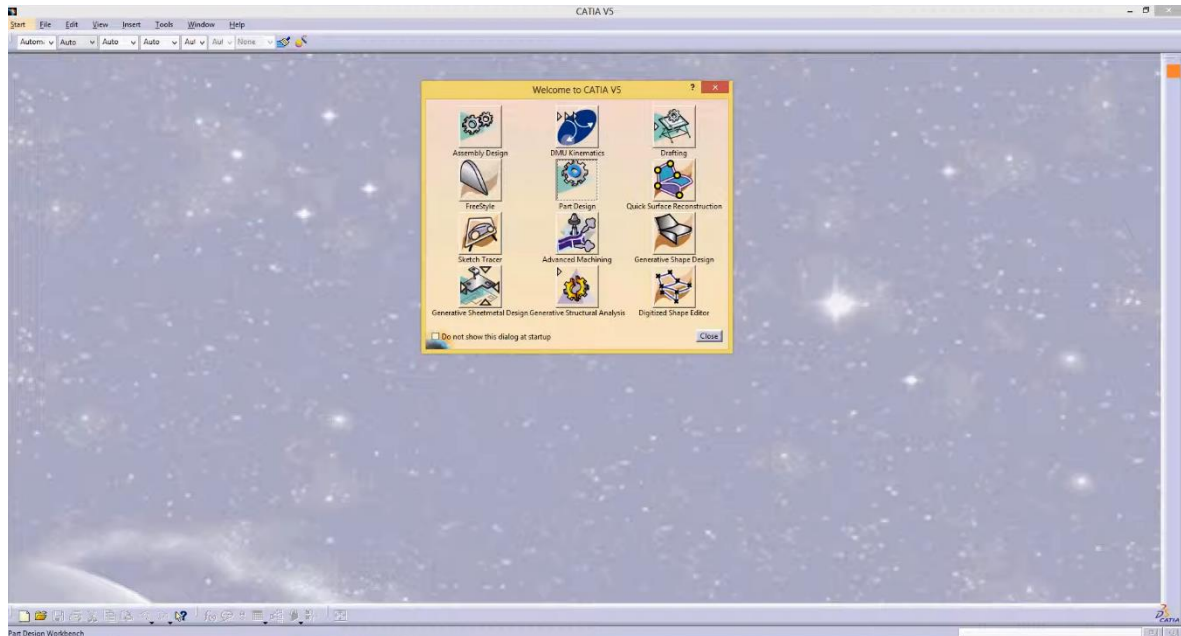 CATIA V5
Start File Edit View Insert Tools Window Help
Auto Auto Auto Aut Aut None
Welcome to CATIA V5 ?
Assembly Design DMU Kinematics Drafting
FreeStyle Part Design Quick Surface Reconstruction
Sketch Tracer Advanced Machining Generative Shape Design
Generative Sheetmetal Design Generative Structural Analysis Digitized Shape Editor
Do not show this dialog at startup Close
CATIA
Part Design Workbench